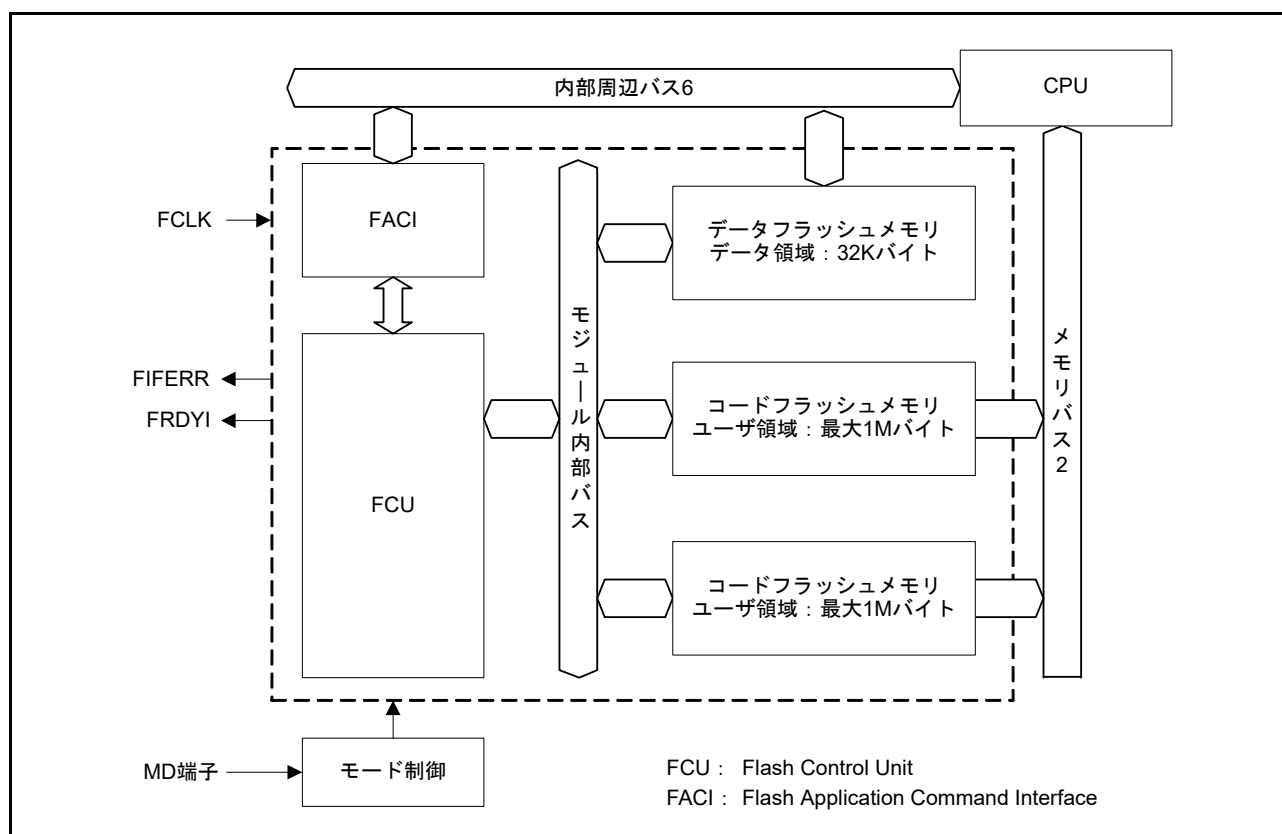 内部周辺バス6
CPU
FCLK
FACI
データフラッシュメモリ
データ領域：32Kバイト
FIFERR
FRDYI
FCU
モジュール内部バス
コードフラッシュメモリ
ユーザ領域：最大1Mバイト
メモリバス2
コードフラッシュメモリ
ユーザ領域：最大1Mバイト
MD端子
モード制御
FCU： Flash Control Unit
FACI： Flash Application Command Interface